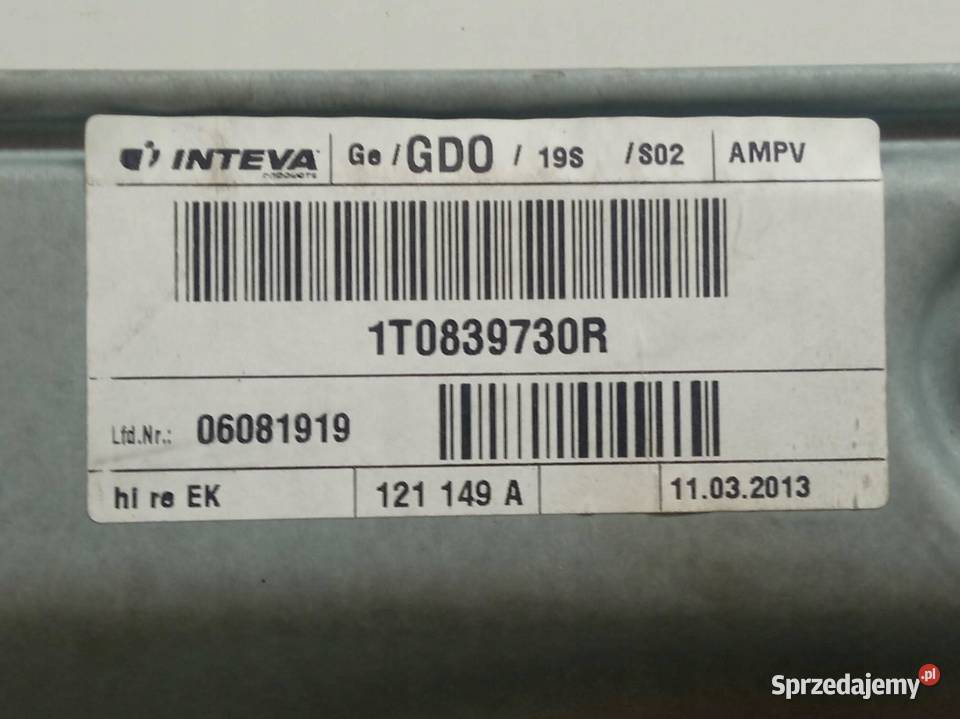 INTEVA PRODUCTS Ge / GDO / 19S / S02 AMPV
1T0839730R
Lfd.Nr.: 06081919
hi re EK 121 149 A 11.03.2013
Sprzedajemy.pl